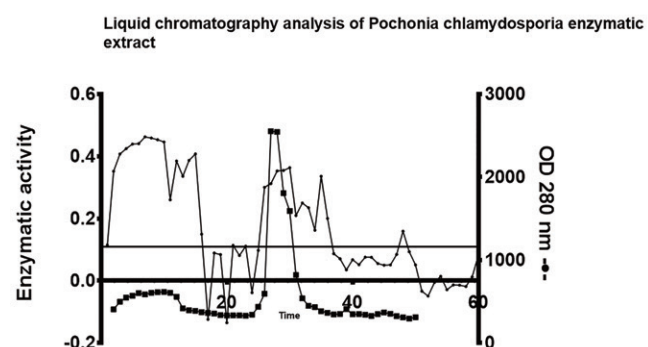 Liquid chromatography analysis of Pochonia chlamydosporia enzymatic
extract
0.6
0.4
0.2
0.0
-0.2
Enzymatic activity
20
40
60
Time
3000
2000
1000
0
OD 280 nm